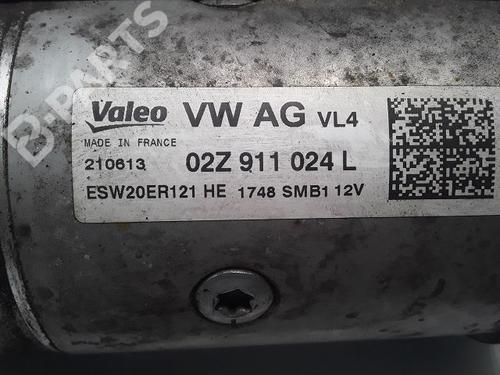 B-PARTS
Valeo VW AG VL4
MADE IN FRANCE
210613 02Z 911 024 L
ESW20ER121 HE 1748 SMB1 12V